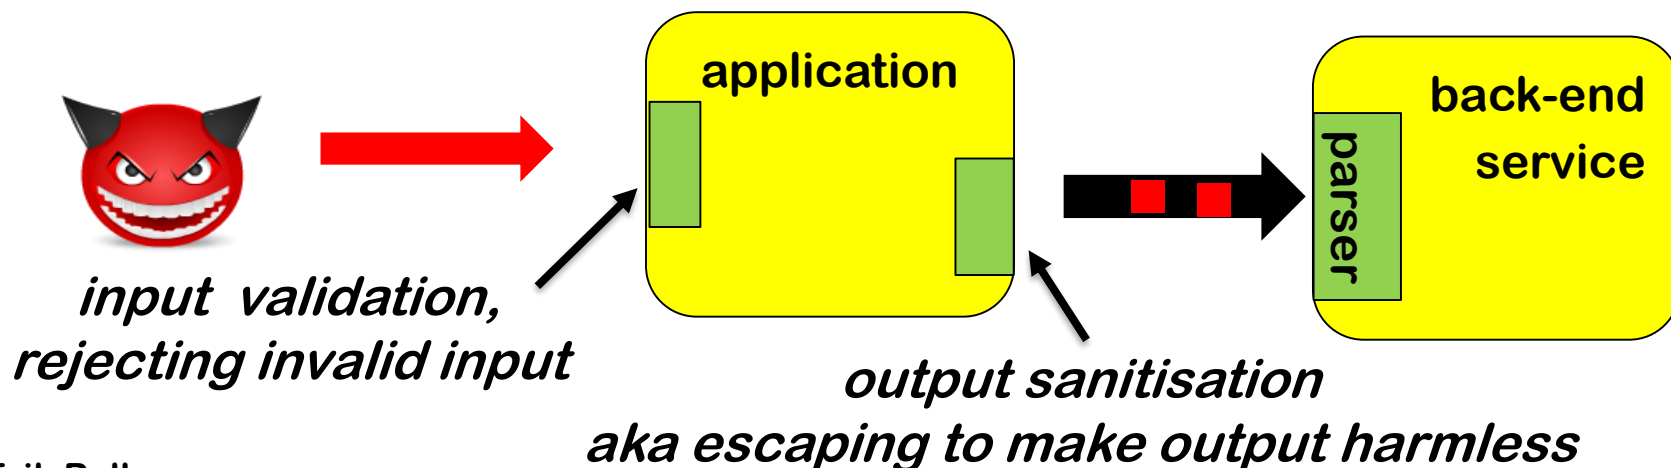 application
back-end
service
parser
input validation,
rejecting invalid input
output sanitisation
aka escaping to make output harmless